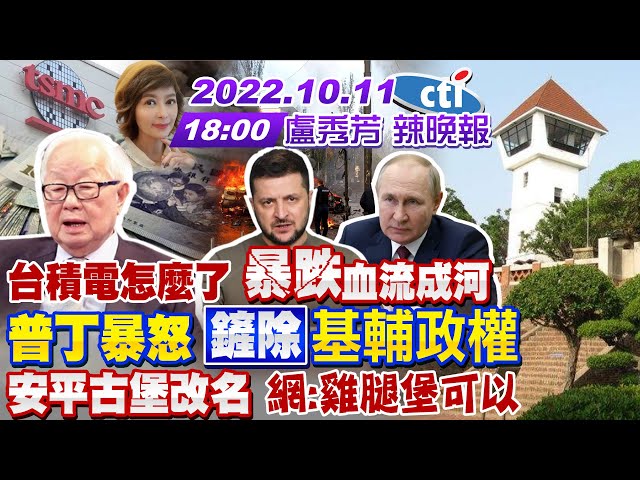 tsmc
2022.10.11
cti
18:00 盧秀芳 辣晚報
台積電怎麼了 暴跌血流成河
普丁暴怒 鏟除基輔政權
安平古堡改名 網:雞腿堡可以